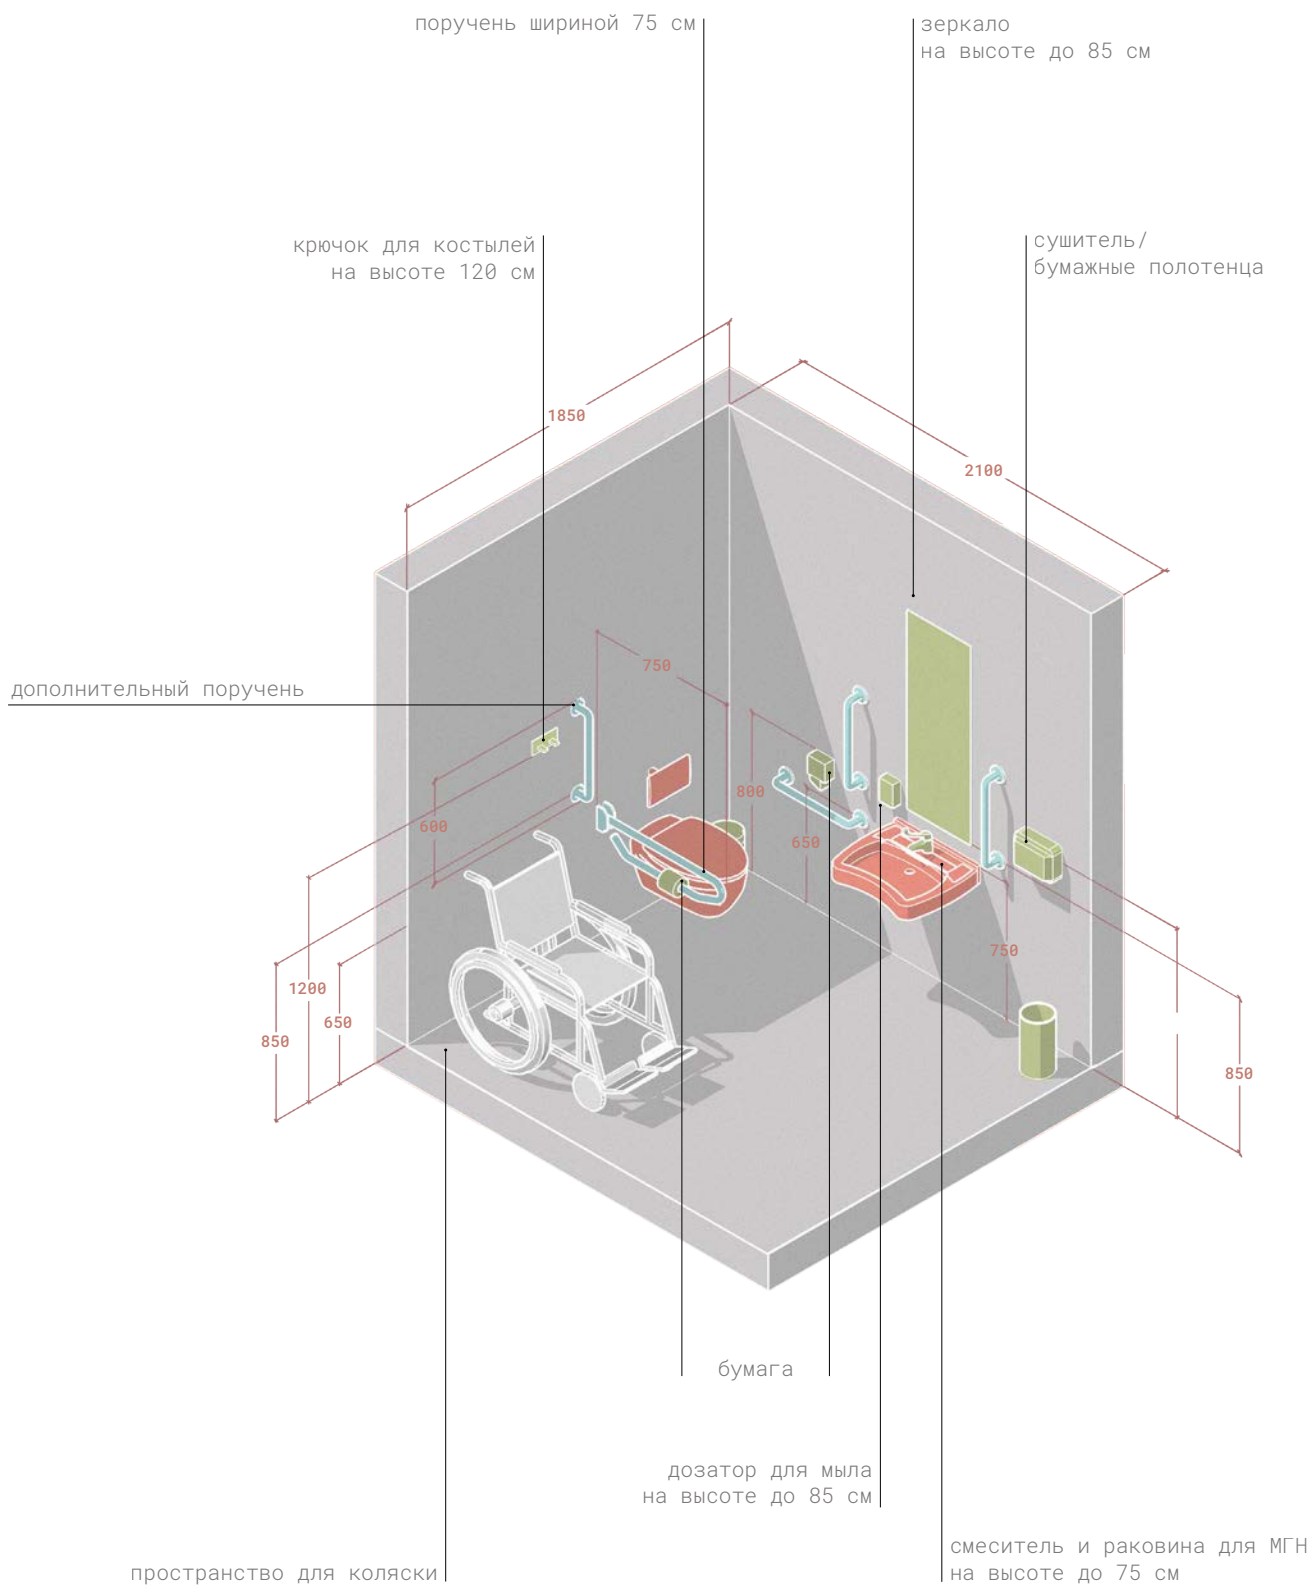 поручень шириной 75 см
зеркало
на высоте до 85 см
крючок для костылей
на высоте 120 см
сушитель/
бумажные полотенца
1850
2100
750
дополнительный поручень
800
600
650
750
1200
650
850
850
бумага
дозатор для мыла
на высоте до 85 см
смеситель и раковина для МГН
на высоте до 75 см
пространство для коляски